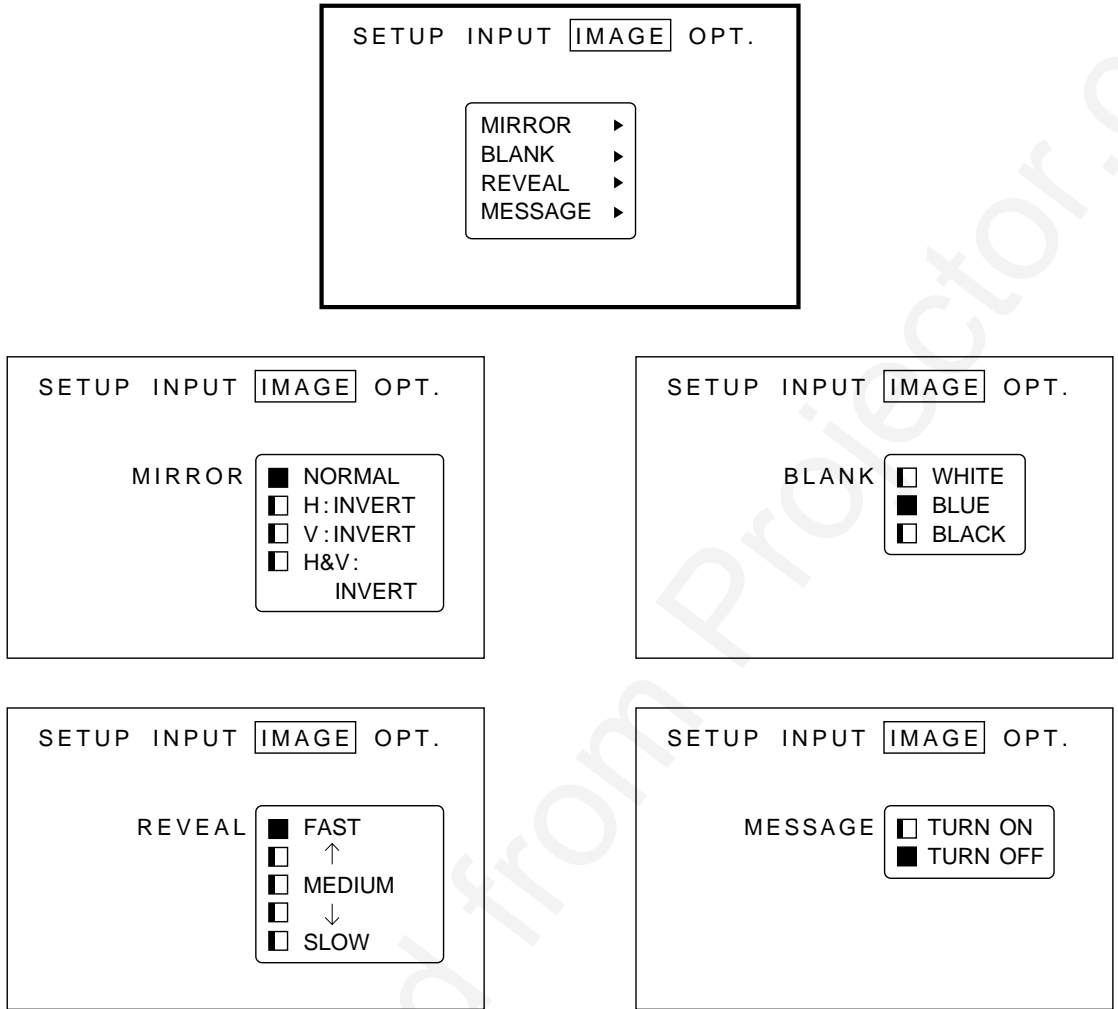 SETUP INPUT IMAGE OPT.
MIRROR ▶
BLANK ▶
REVEAL ▶
MESSAGE ▶
SETUP INPUT IMAGE OPT.
MIRROR
NORMAL
H:INVERT
V:INVERT
H&V:
INVERT
SETUP INPUT IMAGE OPT.
BLANK
WHITE
BLUE
BLACK
SETUP INPUT IMAGE OPT.
REVEAL
FAST
↑
MEDIUM
↓
SLOW
SETUP INPUT IMAGE OPT.
MESSAGE
TURN ON
TURN OFF
from Projector.